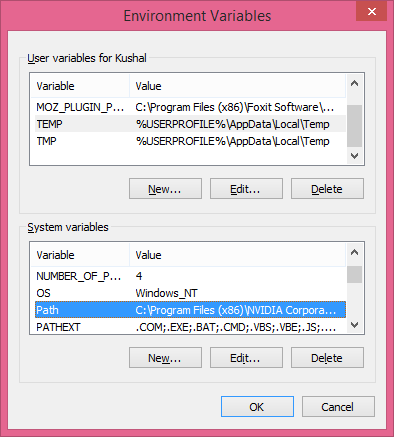 Environment Variables
User variables for Kushal
Variable Value
MOZ_PLUGIN_P... C:\Program Files (x86)\Foxit Software\...
TEMP %USERPROFILE%\AppData\Local\Temp
TMP %USERPROFILE%\AppData\Local\Temp
New... Edit... Delete
System variables
Variable Value
NUMBER_OF_P... 4
OS Windows_NT
Path C:\Program Files (x86)\NVIDIA Corpora...
PATHEXT .COM;.EXE;.BAT;.CMD;.VBS;.VBE;.JS;....
New... Edit... Delete
OK Cancel